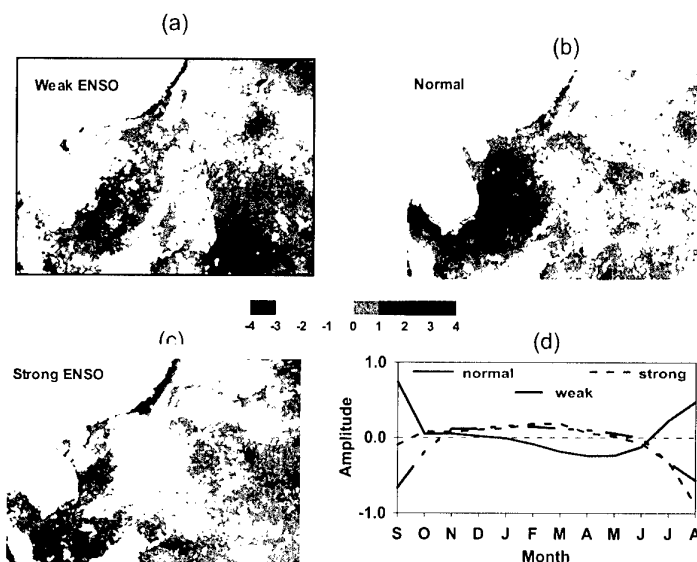 (a)
Weak ENSO
(b)
Normal
-4 -3 -2 -1 0 1 2 3 4
(c)
Strong ENSO
(d)
1.0
normal
strong
weak
Amplitude
0.0
-1.0
S O N D J F M A M J J A
Month